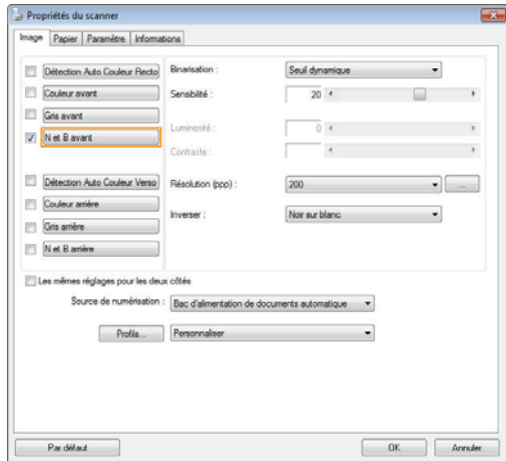 Propriétés du scanner
Image Papier Paramètre Informations
Détection Auto Couleur Recto
Couleur avant
Gris avant
N et B avant
Détection Auto Couleur Verso
Couleur arrière
Gris arrière
N et B arrière
Binarisation : Seuil dynamique
Sensibilité : 20
Luminosité : 0
Contraste :
Résolution (ppp) : 200 ...
Inverser : Noir sur blanc
Les mêmes réglages pour les deux côtés
Source de numérisation : Bac d'alimentation de documents automatique
Profils... Personnaliser
Par défaut OK Annuler